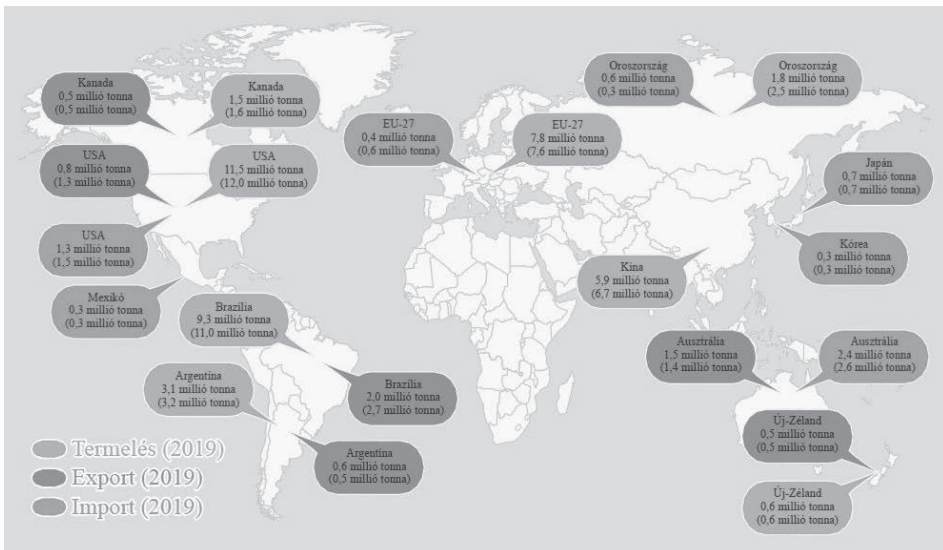 Kanada
0,5 millió tonna
(0,5 millió tonna)
Kanada
1,5 millió tonna
(1,6 millió tonna)
USA
0,8 millió tonna
(1,3 millió tonna)
USA
11,5 millió tonna
(12,0 millió tonna)
USA
1,3 millió tonna
(1,5 millió tonna)
Mexikó
0,3 millió tonna
(0,3 millió tonna)
Brazília
9,3 millió tonna
(11,0 millió tonna)
Brazília
2,0 millió tonna
(2,7 millió tonna)
Argentína
3,1 millió tonna
(3,2 millió tonna)
Argentína
0,6 millió tonna
(0,5 millió tonna)
EU-27
0,4 millió tonna
(0,6 millió tonna)
EU-27
7,8 millió tonna
(7,6 millió tonna)
Oroszország
0,6 millió tonna
(0,3 millió tonna)
Oroszország
1,8 millió tonna
(2,5 millió tonna)
Japán
0,7 millió tonna
(0,7 millió tonna)
Kórea
0,3 millió tonna
(0,3 millió tonna)
Kína
5,9 millió tonna
(6,7 millió tonna)
Ausztrália
1,5 millió tonna
(1,4 millió tonna)
Ausztrália
2,4 millió tonna
(2,6 millió tonna)
Új-Zéland
0,5 millió tonna
(0,5 millió tonna)
Új-Zéland
0,6 millió tonna
(0,6 millió tonna)
Termelés (2019)
Export (2019)
Import (2019)